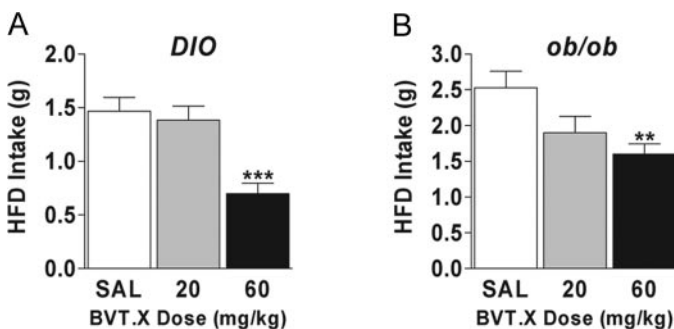 A
DIO
HFD Intake (g)
2.0
1.5
1.0
0.5
0.0
***
SAL 20 60
BVT.X Dose (mg/kg)
B
ob/ob
HFD Intake (g)
3.0
2.5
2.0
1.5
1.0
0.5
0.0
**
SAL 20 60
BVT.X Dose (mg/kg)